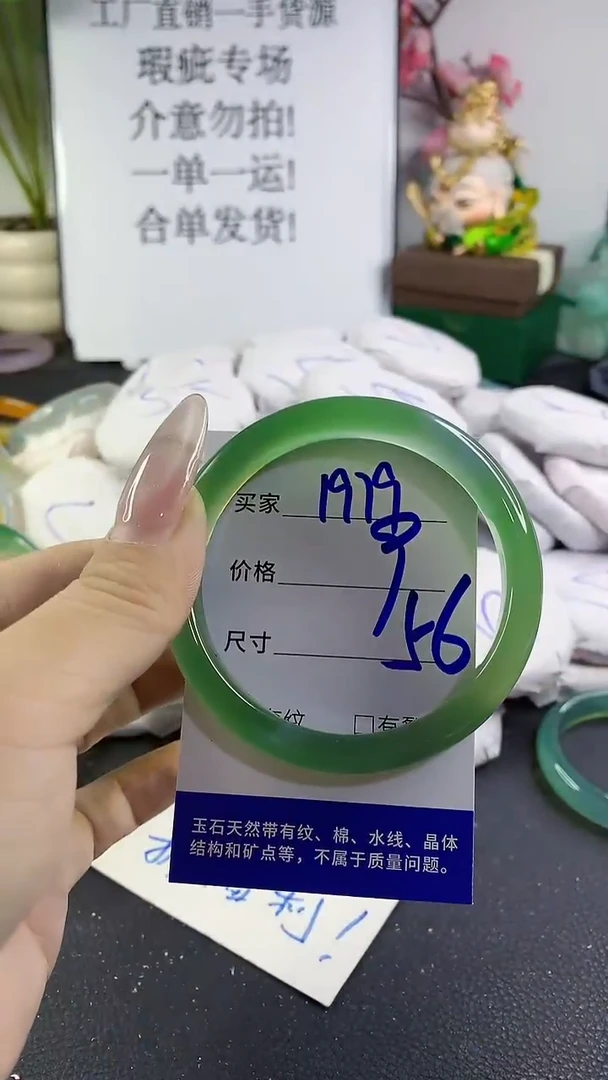 工厂直销一手货源
瑕疵专场
介意勿拍!
一单一运!
合单发货!
买家 1979
价格
尺寸 56
纹 □有
玉石天然带有纹、棉、水线、晶体
结构和矿点等，不属于质量问题。